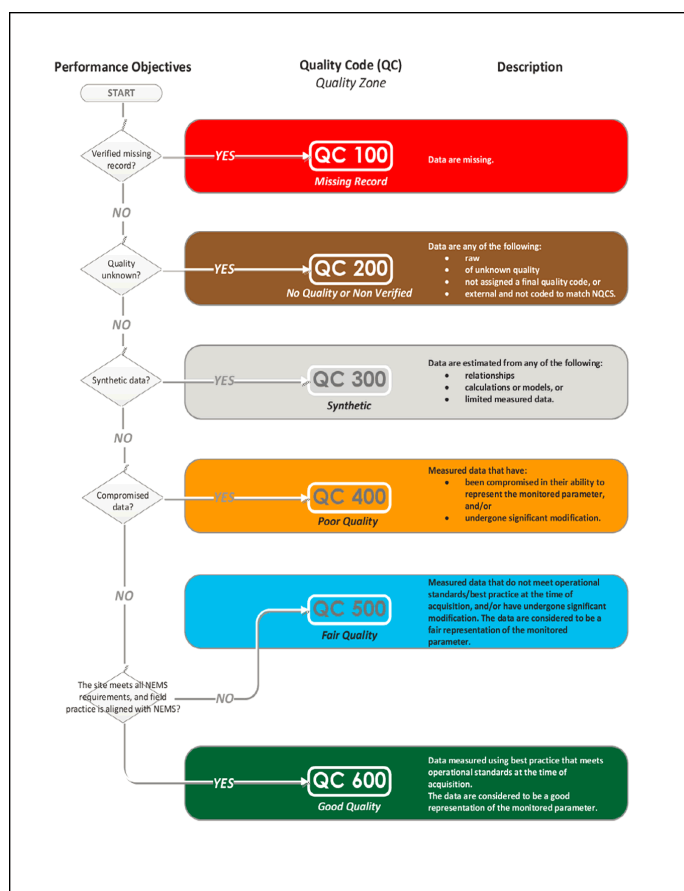 Performance Objectives
Quality Code (QC)
Quality Zone
Description
START
Verified missing
record?
YES
QC 100
Missing Record
Data are missing.
NO
Quality
unknown?
YES
QC 200
No Quality or Non Verified
Data are any of the following:
• raw
• of unknown quality
• not assigned a final quality code, or
• external and not coded to match NQCS.
NO
Synthetic data?
YES
QC 300
Synthetic
Data are estimated from any of the following:
• relationships
• calculations or models, or
• limited measured data.
NO
Compromised
data?
YES
QC 400
Poor Quality
Measured data that have:
• been compromised in their ability to
represent the monitored parameter,
and/or
• undergone significant modification.
NO
QC 500
Fair Quality
Measured data that do not meet operational
standards/best practice at the time of
acquisition, and/or have undergone significant
modification. The data are considered to be a
fair representation of the monitored
parameter.
The site meets all NEMS
requirements, and field
practice is aligned with NEMS?
NO
YES
QC 600
Good Quality
Data measured using best practice that meets
operational standards at the time of
acquisition.
The data are considered to be a good
representation of the monitored parameter.